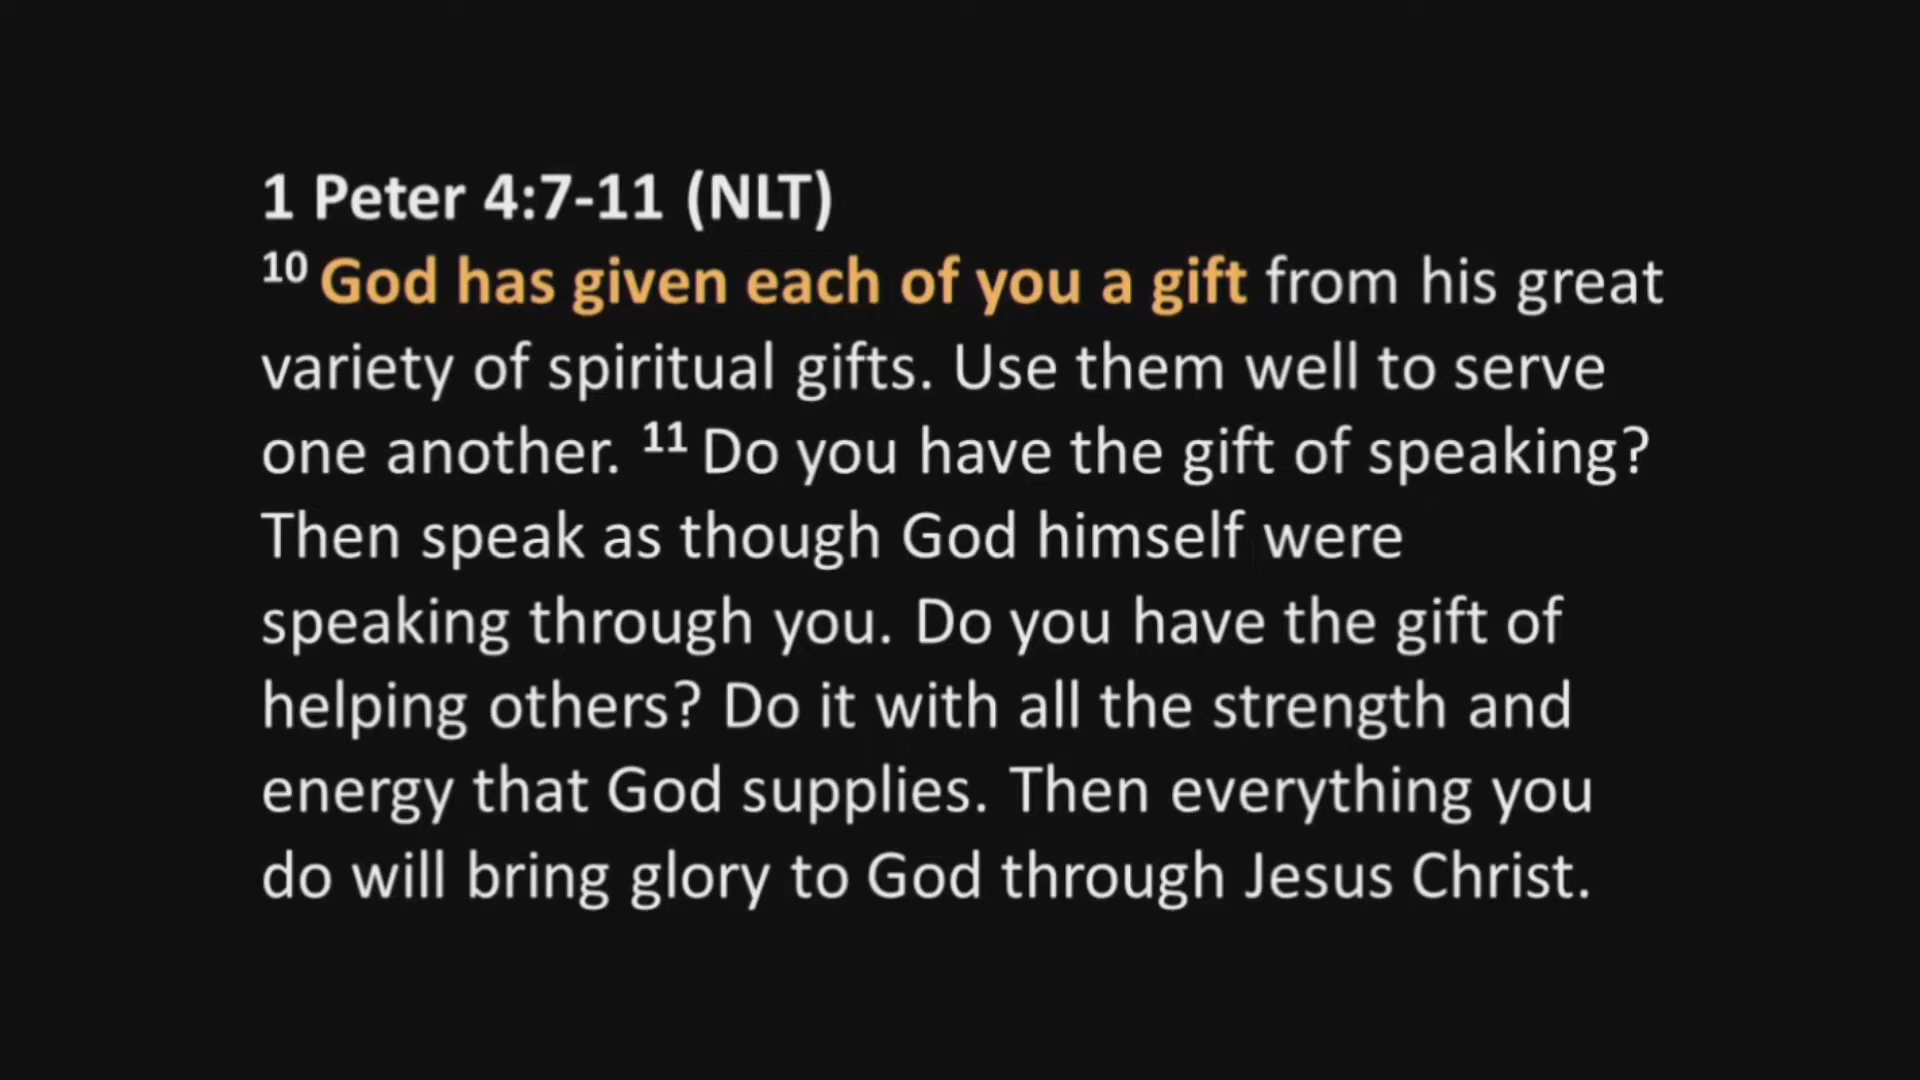 1 Peter 4:7-11 (NLT)
10 God has given each of you a gift from his great
variety of spiritual gifts. Use them well to serve
one another. 11 Do you have the gift of speaking?
Then speak as though God himself were
speaking through you. Do you have the gift of
helping others? Do it with all the strength and
energy that God supplies. Then everything you
do will bring glory to God through Jesus Christ.